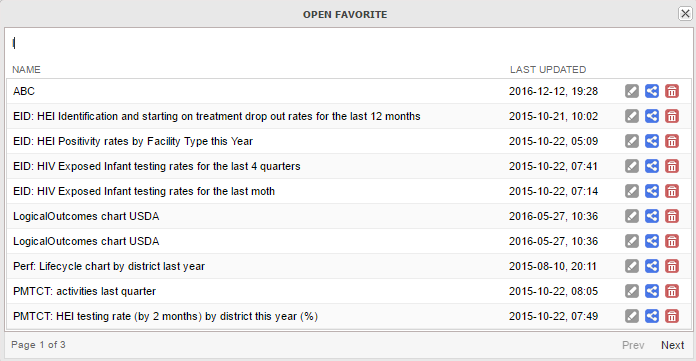 OPEN FAVORITE
l
NAME LAST UPDATED
ABC 2016-12-12, 19:28
EID: HEI Identification and starting on treatment drop out rates for the last 12 months 2015-10-21, 10:02
EID: HEI Positivity rates by Facility Type this Year 2015-10-22, 05:09
EID: HIV Exposed Infant testing rates for the last 4 quarters 2015-10-22, 07:41
EID: HIV Exposed Infant testing rates for the last moth 2015-10-22, 07:14
LogicalOutcomes chart USDA 2016-05-27, 10:36
LogicalOutcomes chart USDA 2016-05-27, 10:36
Perf: Lifecycle chart by district last year 2015-08-10, 20:11
PMTCT: activities last quarter 2015-10-22, 08:05
PMTCT: HEI testing rate (by 2 months) by district this year (%) 2015-10-22, 07:49
Page 1 of 3 Prev Next